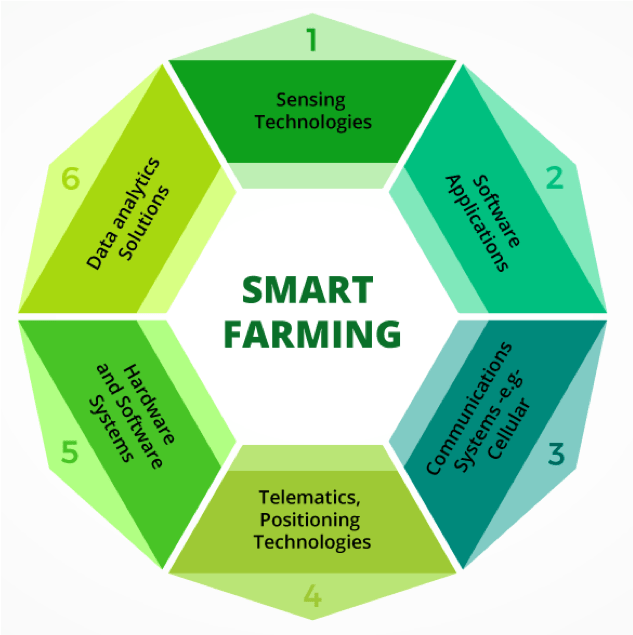 1
Sensing
Technologies
2
Software
Applications
3
Communications
Systems -e.g-
Cellular
4
Telematics,
Positioning
Technologies
5
Hardware
and Software
Systems
6
Data analytics
Solutions
SMART
FARMING